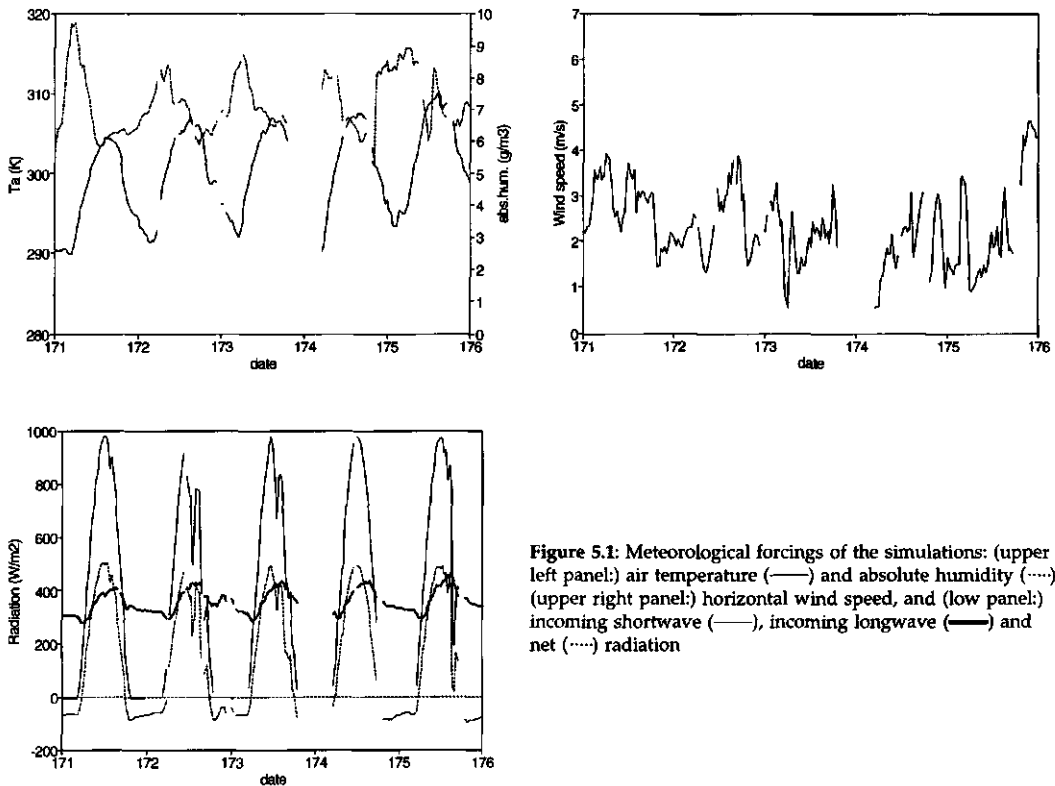 320
310
300
290
280
Ta (K)
10
9
8
7
6
5
4
3
2
1
0
abs.hum. (g/m3)
171 172 173 174 175 176
date
7
6
5
4
3
2
1
0
Wind speed (m/s)
171 172 173 174 175 176
date
1000
800
600
400
200
0
-200
Radiation (W/m2)
171 172 173 174 175 176
date
Figure 5.1: Meteorological forcings of the simulations: (upper
left panel:) air temperature (——) and absolute humidity (·····)
(upper right panel:) horizontal wind speed, and (low panel:)
incoming shortwave (——), incoming longwave (——) and
net (·····) radiation